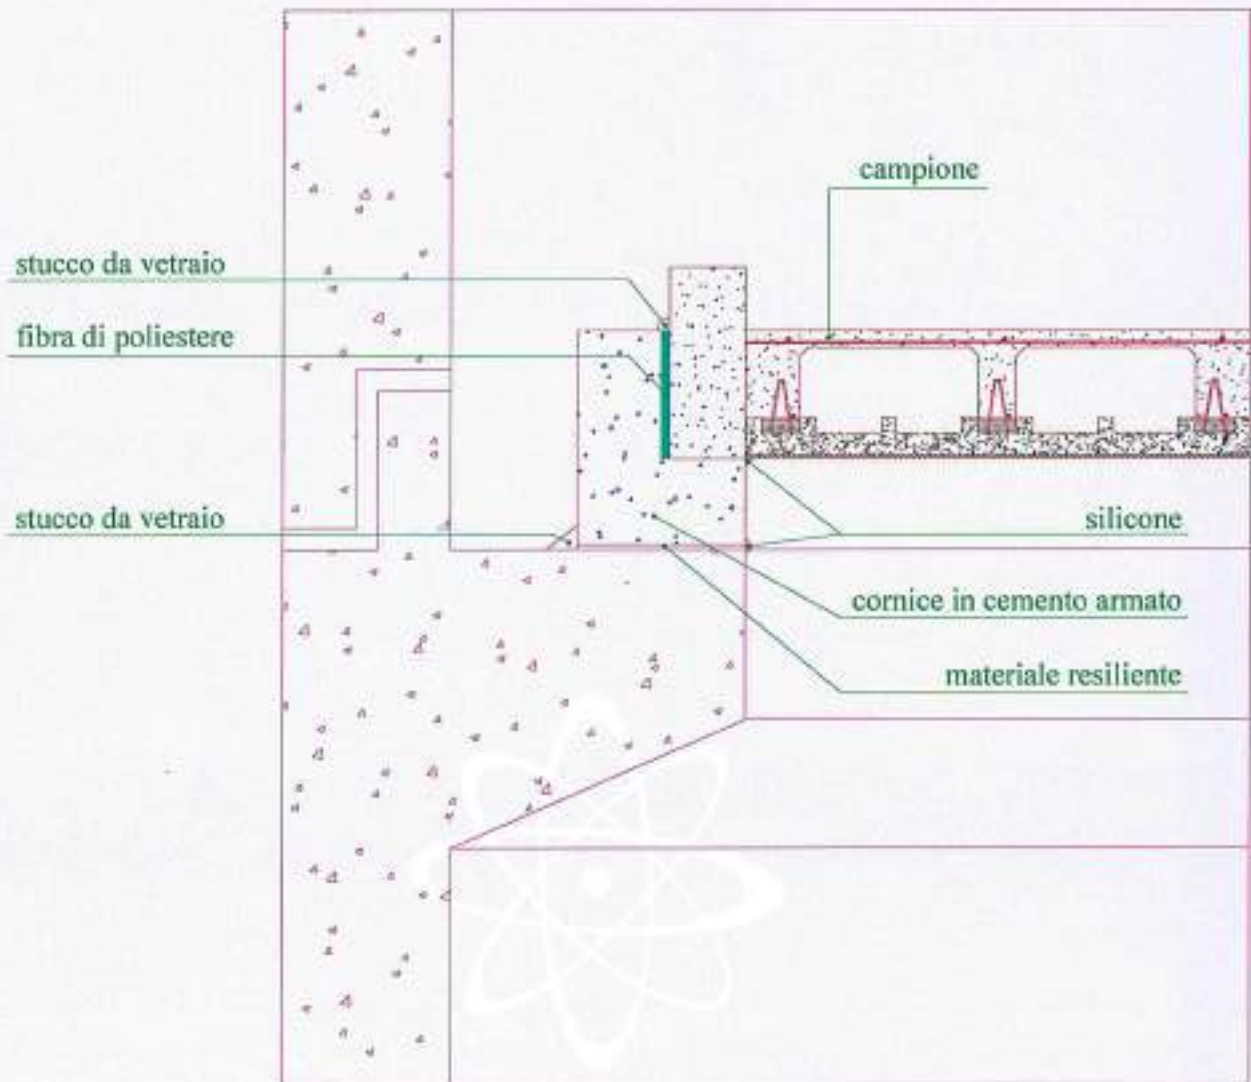 campione
stucco da vetraio
fibra di poliestere
stucco da vetraio
silicone
cornice in cemento armato
materiale resiliente